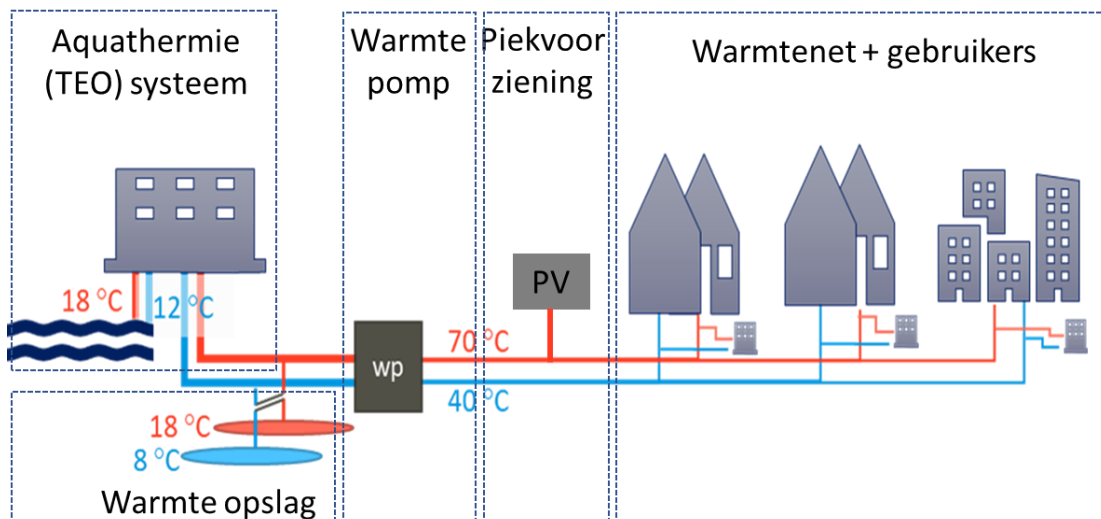 Aquathermie
(TEO) systeem
Warmte
pomp
Piekvoor
ziening
Warmtenet + gebruikers
18 °C
12 °C
PV
70 °C
wp
40 °C
18 °C
8 °C
Warmte opslag